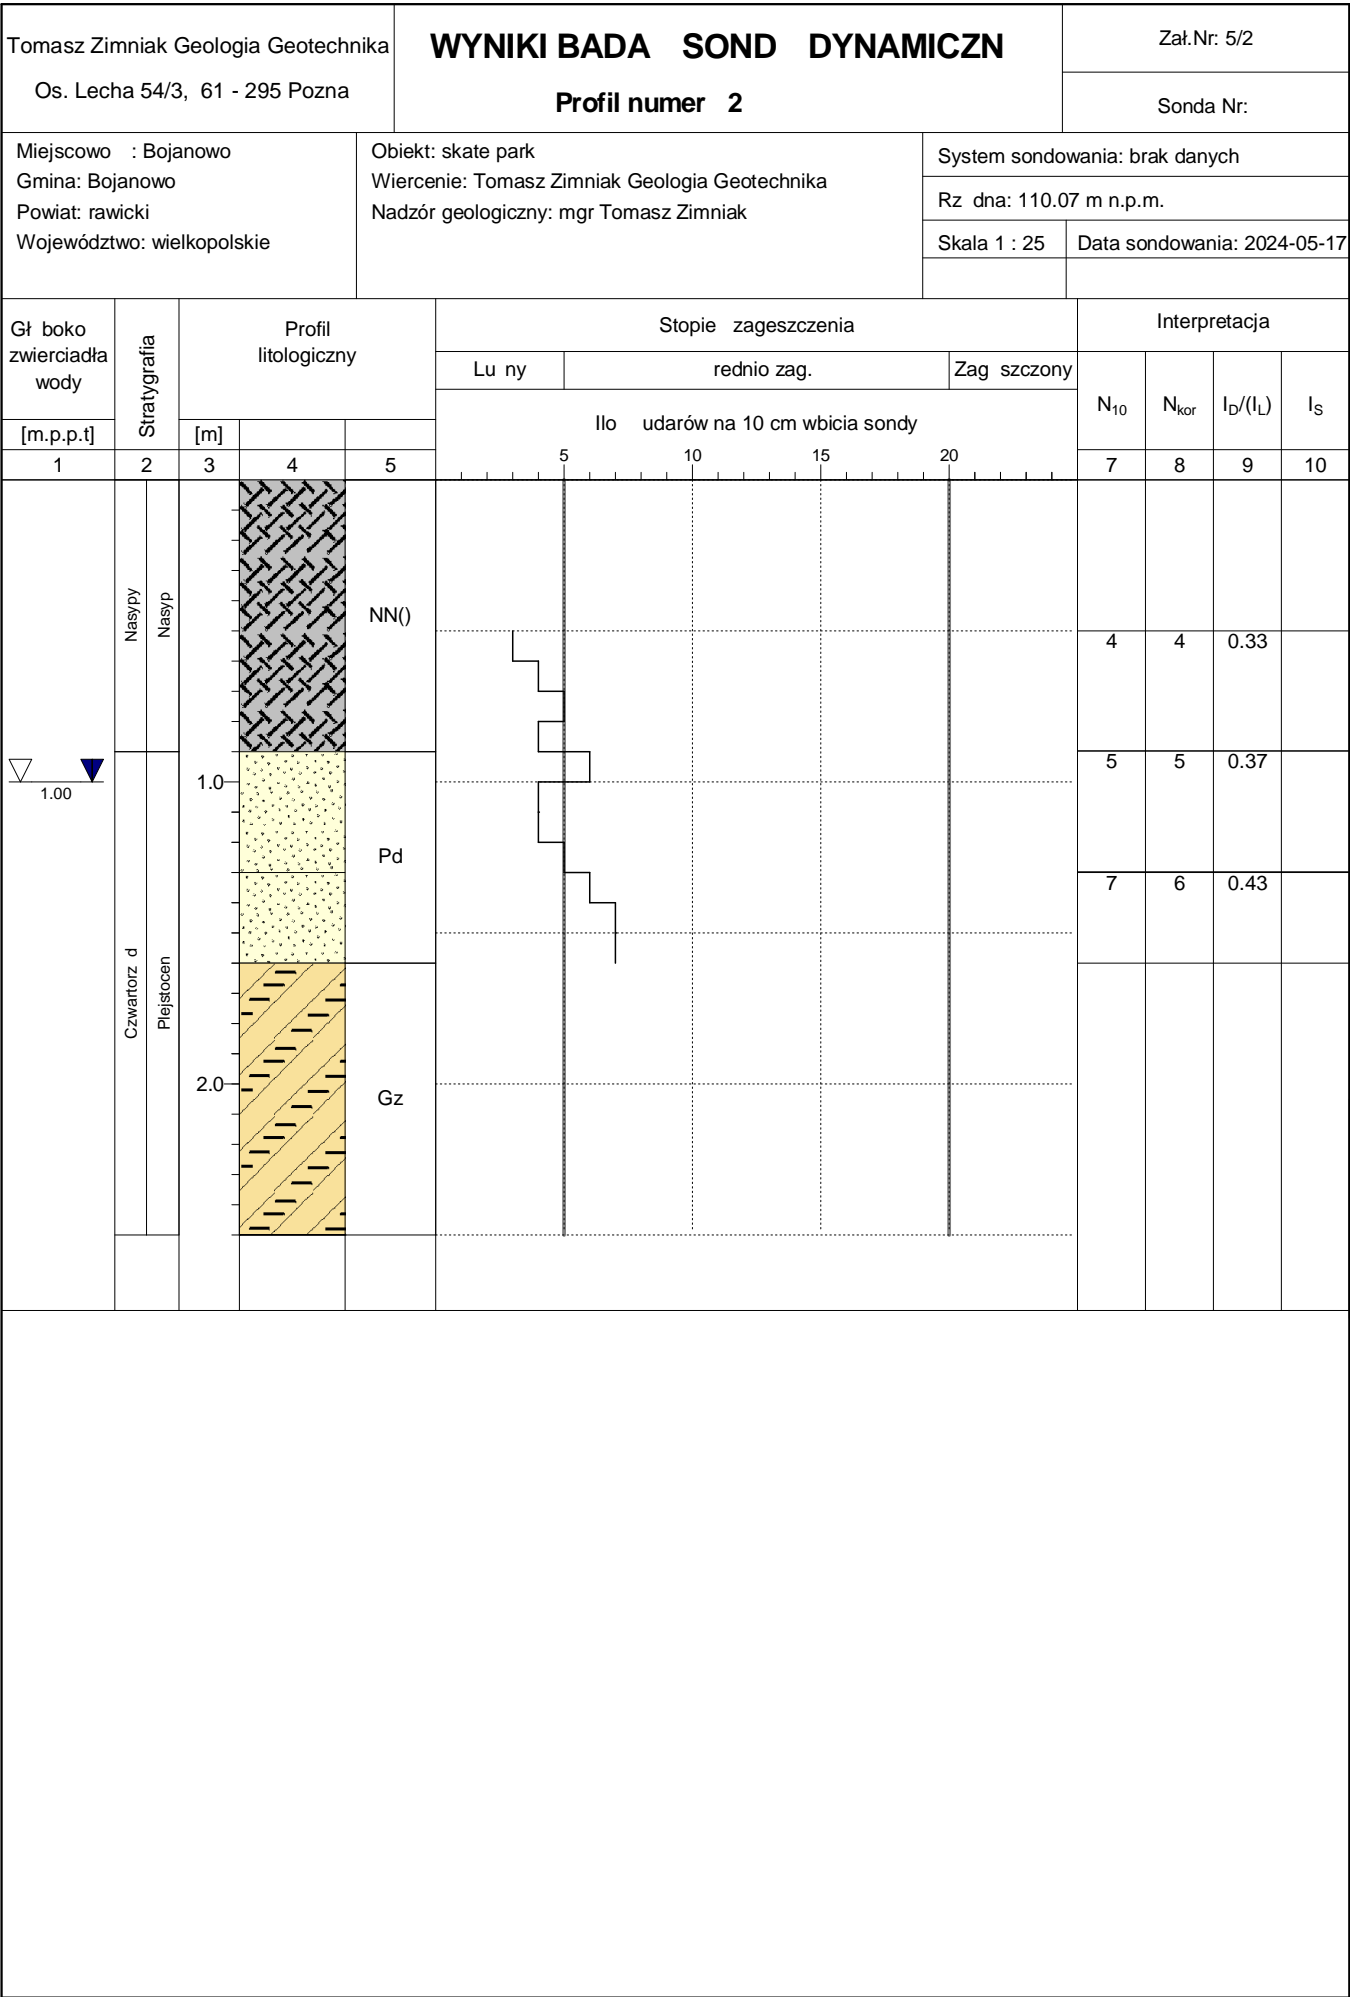 Tomasz Zimniak Geologia Geotechnika
Os. Lecha 54/3, 61 - 295 Pozna
WYNIKI BADA SOND DYNAMICZN
Profil numer 2
Zał.Nr: 5/2
Sonda Nr:
Miejscowo : Bojanowo
Gmina: Bojanowo
Powiat: rawicki
Województwo: wielkopolskie
Obiekt: skate park
Wiercenie: Tomasz Zimniak Geologia Geotechnika
Nadzór geologiczny: mgr Tomasz Zimniak
System sondowania: brak danych
Rz dna: 110.07 m n.p.m.
Skala 1 : 25
Data sondowania: 2024-05-17
Gł boko
zwierciadła
wody
[m.p.p.t]
Stratygrafia
Profil
litologiczny
[m]
Stopie zageszczenia
Lu ny
rednio zag.
Zag szczony
Ilo udarów na 10 cm wbicia sondy
5 10 15 20
Interpretacja
N10 Nkor ID/(IL) IS
1 2 3 4 5 7 8 9 10
Nasypy
Nasyp
NN()
4 4 0.33
1.00
1.0
5 5 0.37
Pd
7 6 0.43
Czwartorz d
Plejstocen
2.0
Gz